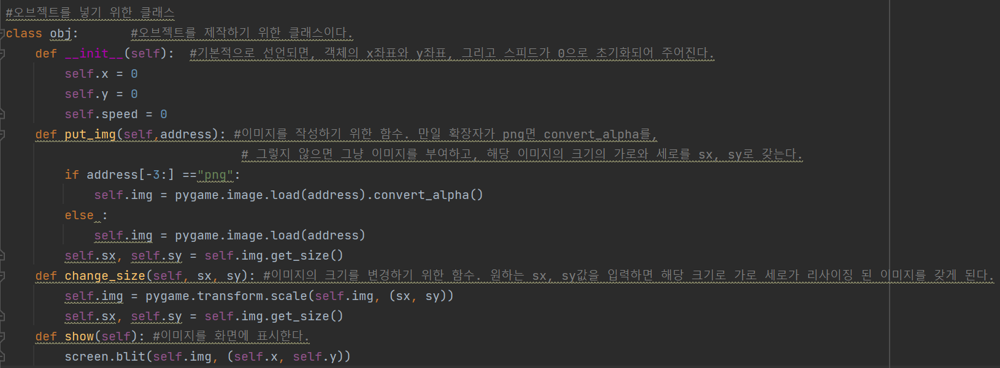 #오브젝트를 넣기 위한 클래스
class obj:       #오브젝트를 제작하기 위한 클래스이다.
    def __init__(self):  #기본적으로 선언되면, 객체의 x좌표와 y좌표, 그리고 스피드가 0으로 초기화되어 주어진다.
        self.x = 0
        self.y = 0
        self.speed = 0
    def put_img(self,address): #이미지를 작성하기 위한 함수. 만일 확장자가 png면 convert_alpha를,
                                # 그렇지 않으면 그냥 이미지를 부여하고, 해당 이미지의 크기의 가로와 세로를 sx, sy로 갖는다.
        if address[-3:] =="png":
            self.img = pygame.image.load(address).convert_alpha()
        else :
            self.img = pygame.image.load(address)
        self.sx, self.sy = self.img.get_size()
    def change_size(self, sx, sy): #이미지의 크기를 변경하기 위한 함수. 원하는 sx, sy값을 입력하면 해당 크기로 가로 세로가 리사이징 된 이미지를 갖게 된다.
        self.img = pygame.transform.scale(self.img, (sx, sy))
        self.sx, self.sy = self.img.get_size()
    def show(self): #이미지를 화면에 표시한다.
        screen.blit(self.img, (self.x, self.y))